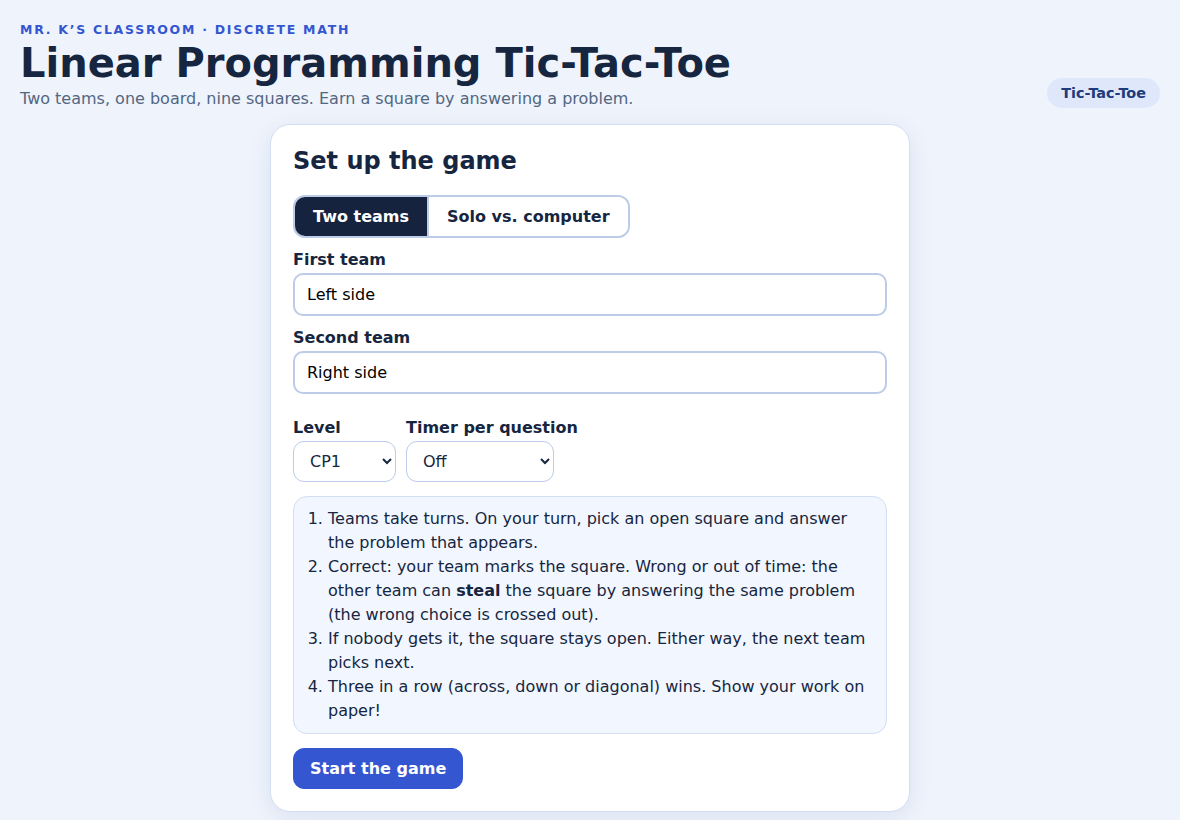 MR. K’S CLASSROOM · DISCRETE MATH
Linear Programming Tic-Tac-Toe
Two teams, one board, nine squares. Earn a square by answering a problem.
Tic-Tac-Toe
Set up the game
Two teams
Solo vs. computer
First team
Left side
Second team
Right side
Level
Timer per question
CP1
Off
1. Teams take turns. On your turn, pick an open square and answer
the problem that appears.
2. Correct: your team marks the square. Wrong or out of time: the
other team can steal the square by answering the same problem
(the wrong choice is crossed out).
3. If nobody gets it, the square stays open. Either way, the next team
picks next.
4. Three in a row (across, down or diagonal) wins. Show your work on
paper!
Start the game